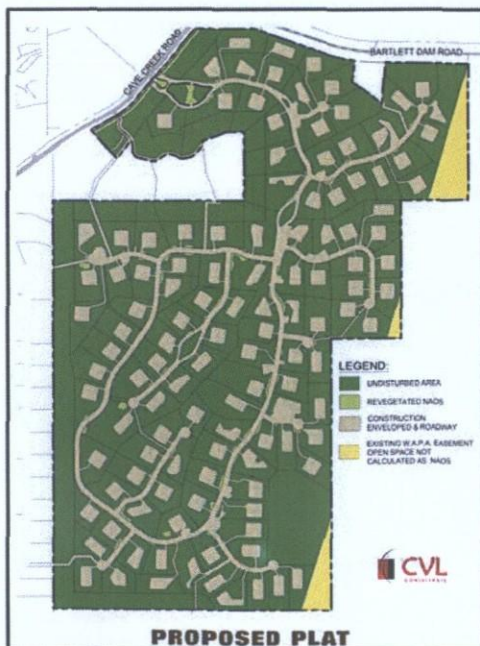 CAVE CREEK ROAD
BARTLETT DAM ROAD
LEGEND:
UNDISTURBED AREA
REVEGETATED NAOS
CONSTRUCTION
ENVELOPED & ROADWAY
EXISTING W.A.P.A. EASEMENT
OPEN SPACE NOT
CALCULATED AS NAOS
CVL
CONSULTANTS
PROPOSED PLAT